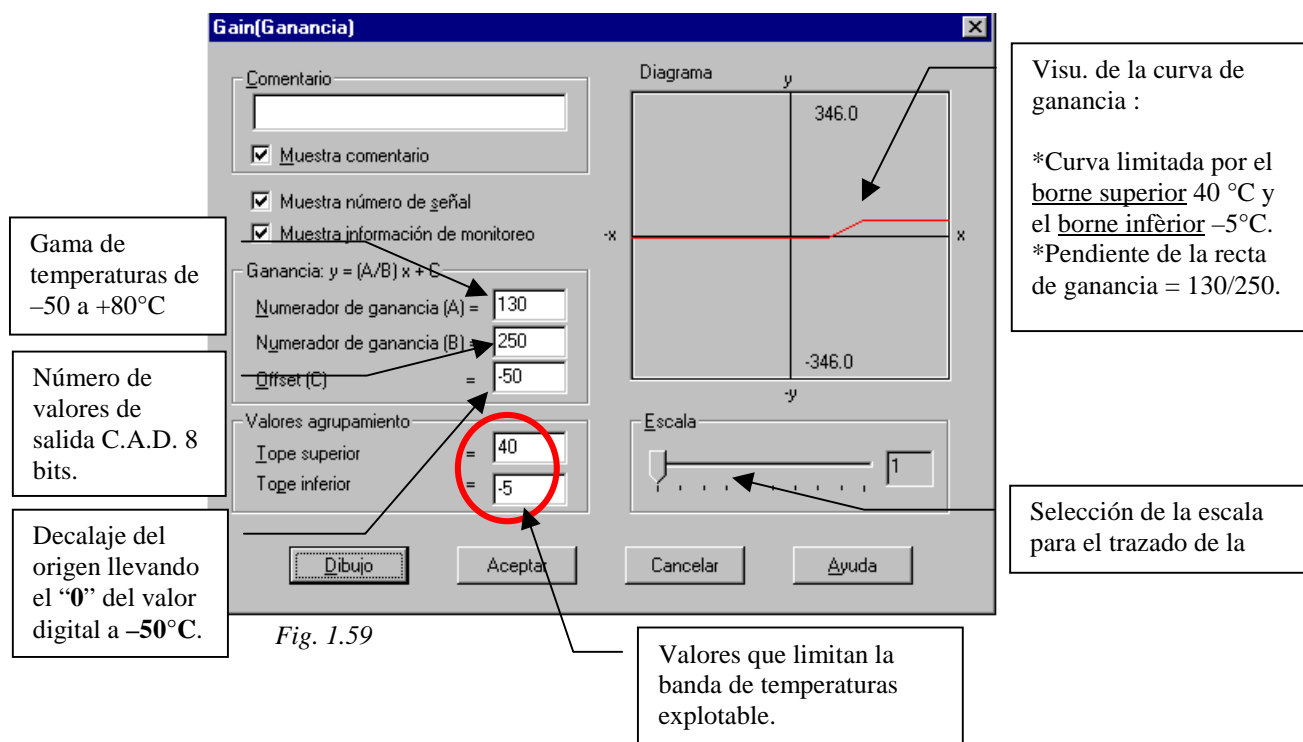 Gain(Ganancia)
Comentario
Muestra comentario
Muestra número de señal
Muestra información de monitoreo
Ganancia: y = (A/B) x + C
Numerador de ganancia (A) = 130
Numerador de ganancia (B) = 250
Offset (C) = -50
Valores agrupamiento
Tope superior = 40
Tope inferior = -5
Diagrama
y
346.0
-x
x
-346.0
-y
Escala
1
Dibujo
Aceptar
Cancelar
Ayuda
Gama de
temperaturas de
–50 a +80°C
Número de
valores de
salida C.A.D. 8
bits.
Decalaje del
origen llevando
el “0” del valor
digital a –50°C.
Visu. de la curva de
ganancia :
*Curva limitada por el
borne superior 40 °C y
el borne infèrior –5°C.
*Pendiente de la recta
de ganancia = 130/250.
Selección de la escala
para el trazado de la
Fig. 1.59
Valores que limitan la
banda de temperaturas
explotable.